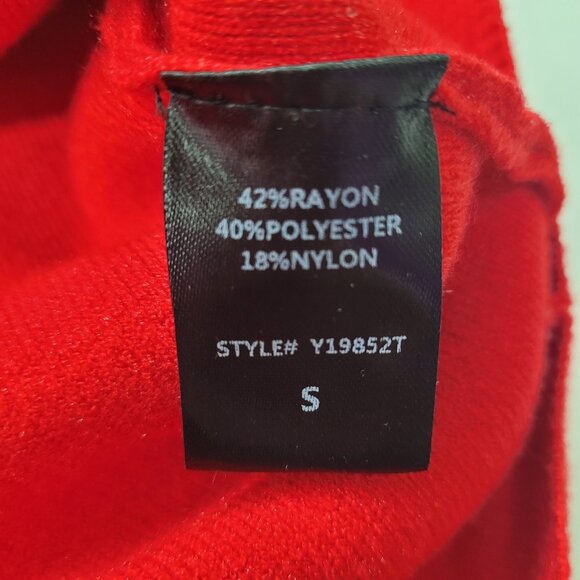 42%RAYON
40%POLYESTER
18%NYLON
STYLE# Y19852T
S